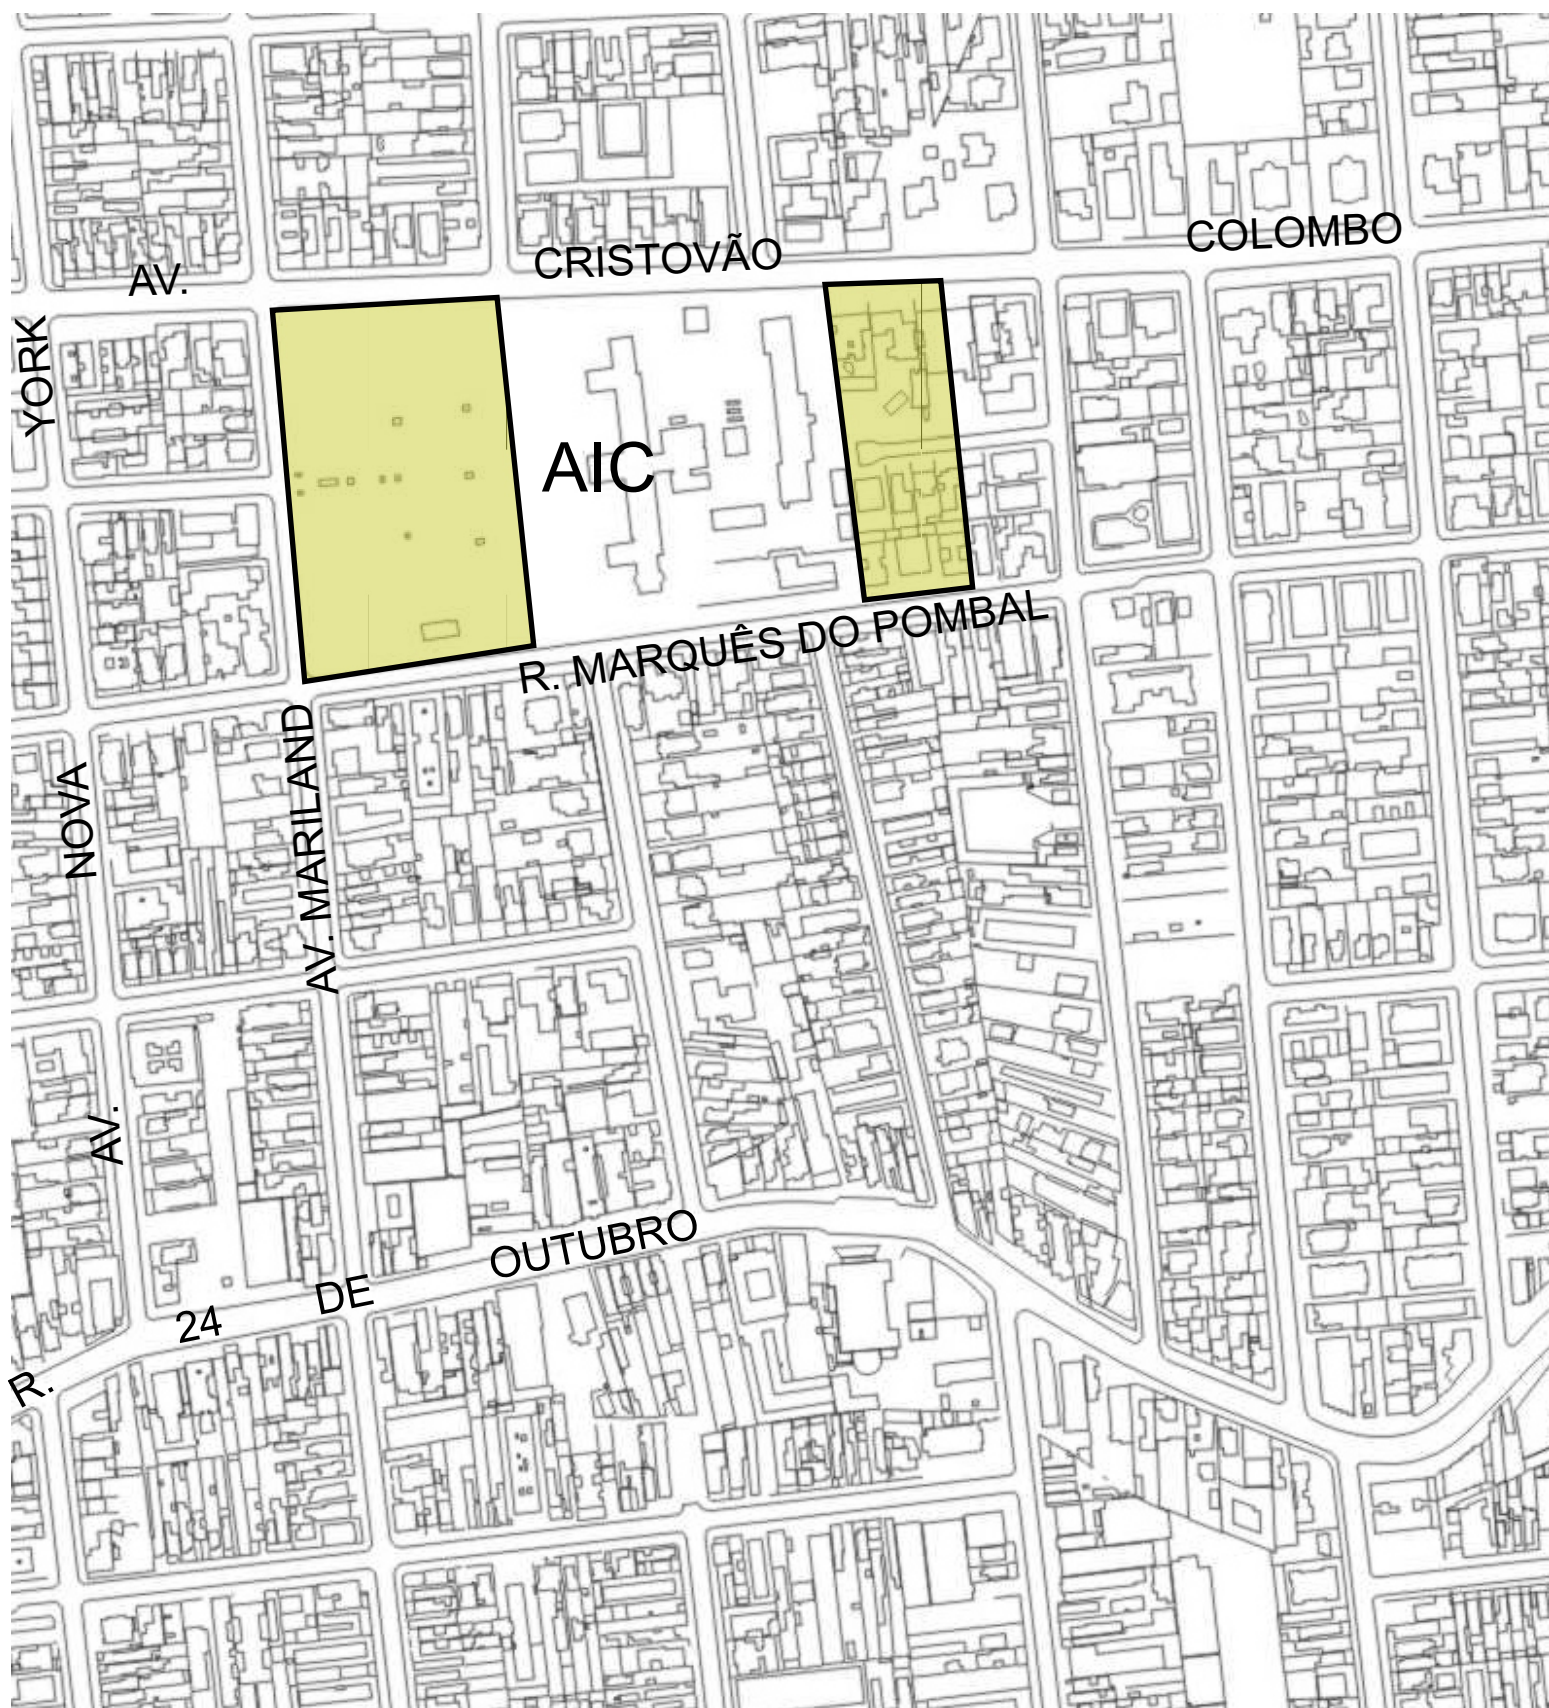 AV. CRISTOVÃO COLOMBO
AIC
R. MARQUÊS DO POMBAL
AV. MARILAND
AV. NOVA YORK
R. 24 DE OUTUBRO